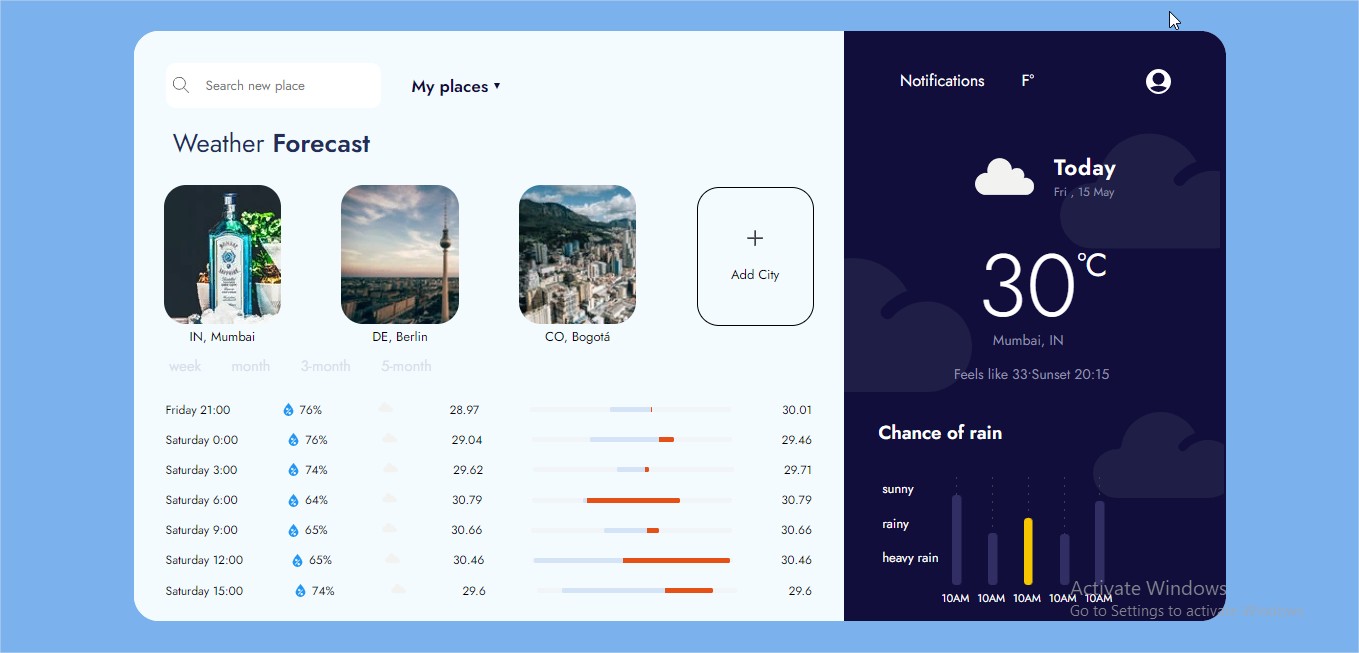 Search new place
My places ▾
Weather Forecast
IN, Mumbai
DE, Berlin
CO, Bogotá
+
Add City
week month 3-month 5-month
Friday 21:00 76% 28.97 30.01
Saturday 0:00 76% 29.04 29.46
Saturday 3:00 74% 29.62 29.71
Saturday 6:00 64% 30.79 30.79
Saturday 9:00 65% 30.66 30.66
Saturday 12:00 65% 30.46 30.46
Saturday 15:00 74% 29.6 29.6
Notifications F°
Today
Fri , 15 May
30°C
Mumbai, IN
Feels like 33·Sunset 20:15
Chance of rain
sunny
rainy
heavy rain
10AM 10AM 10AM 10AM 10AM
Activate Windows
Go to Settings to activate Windows.